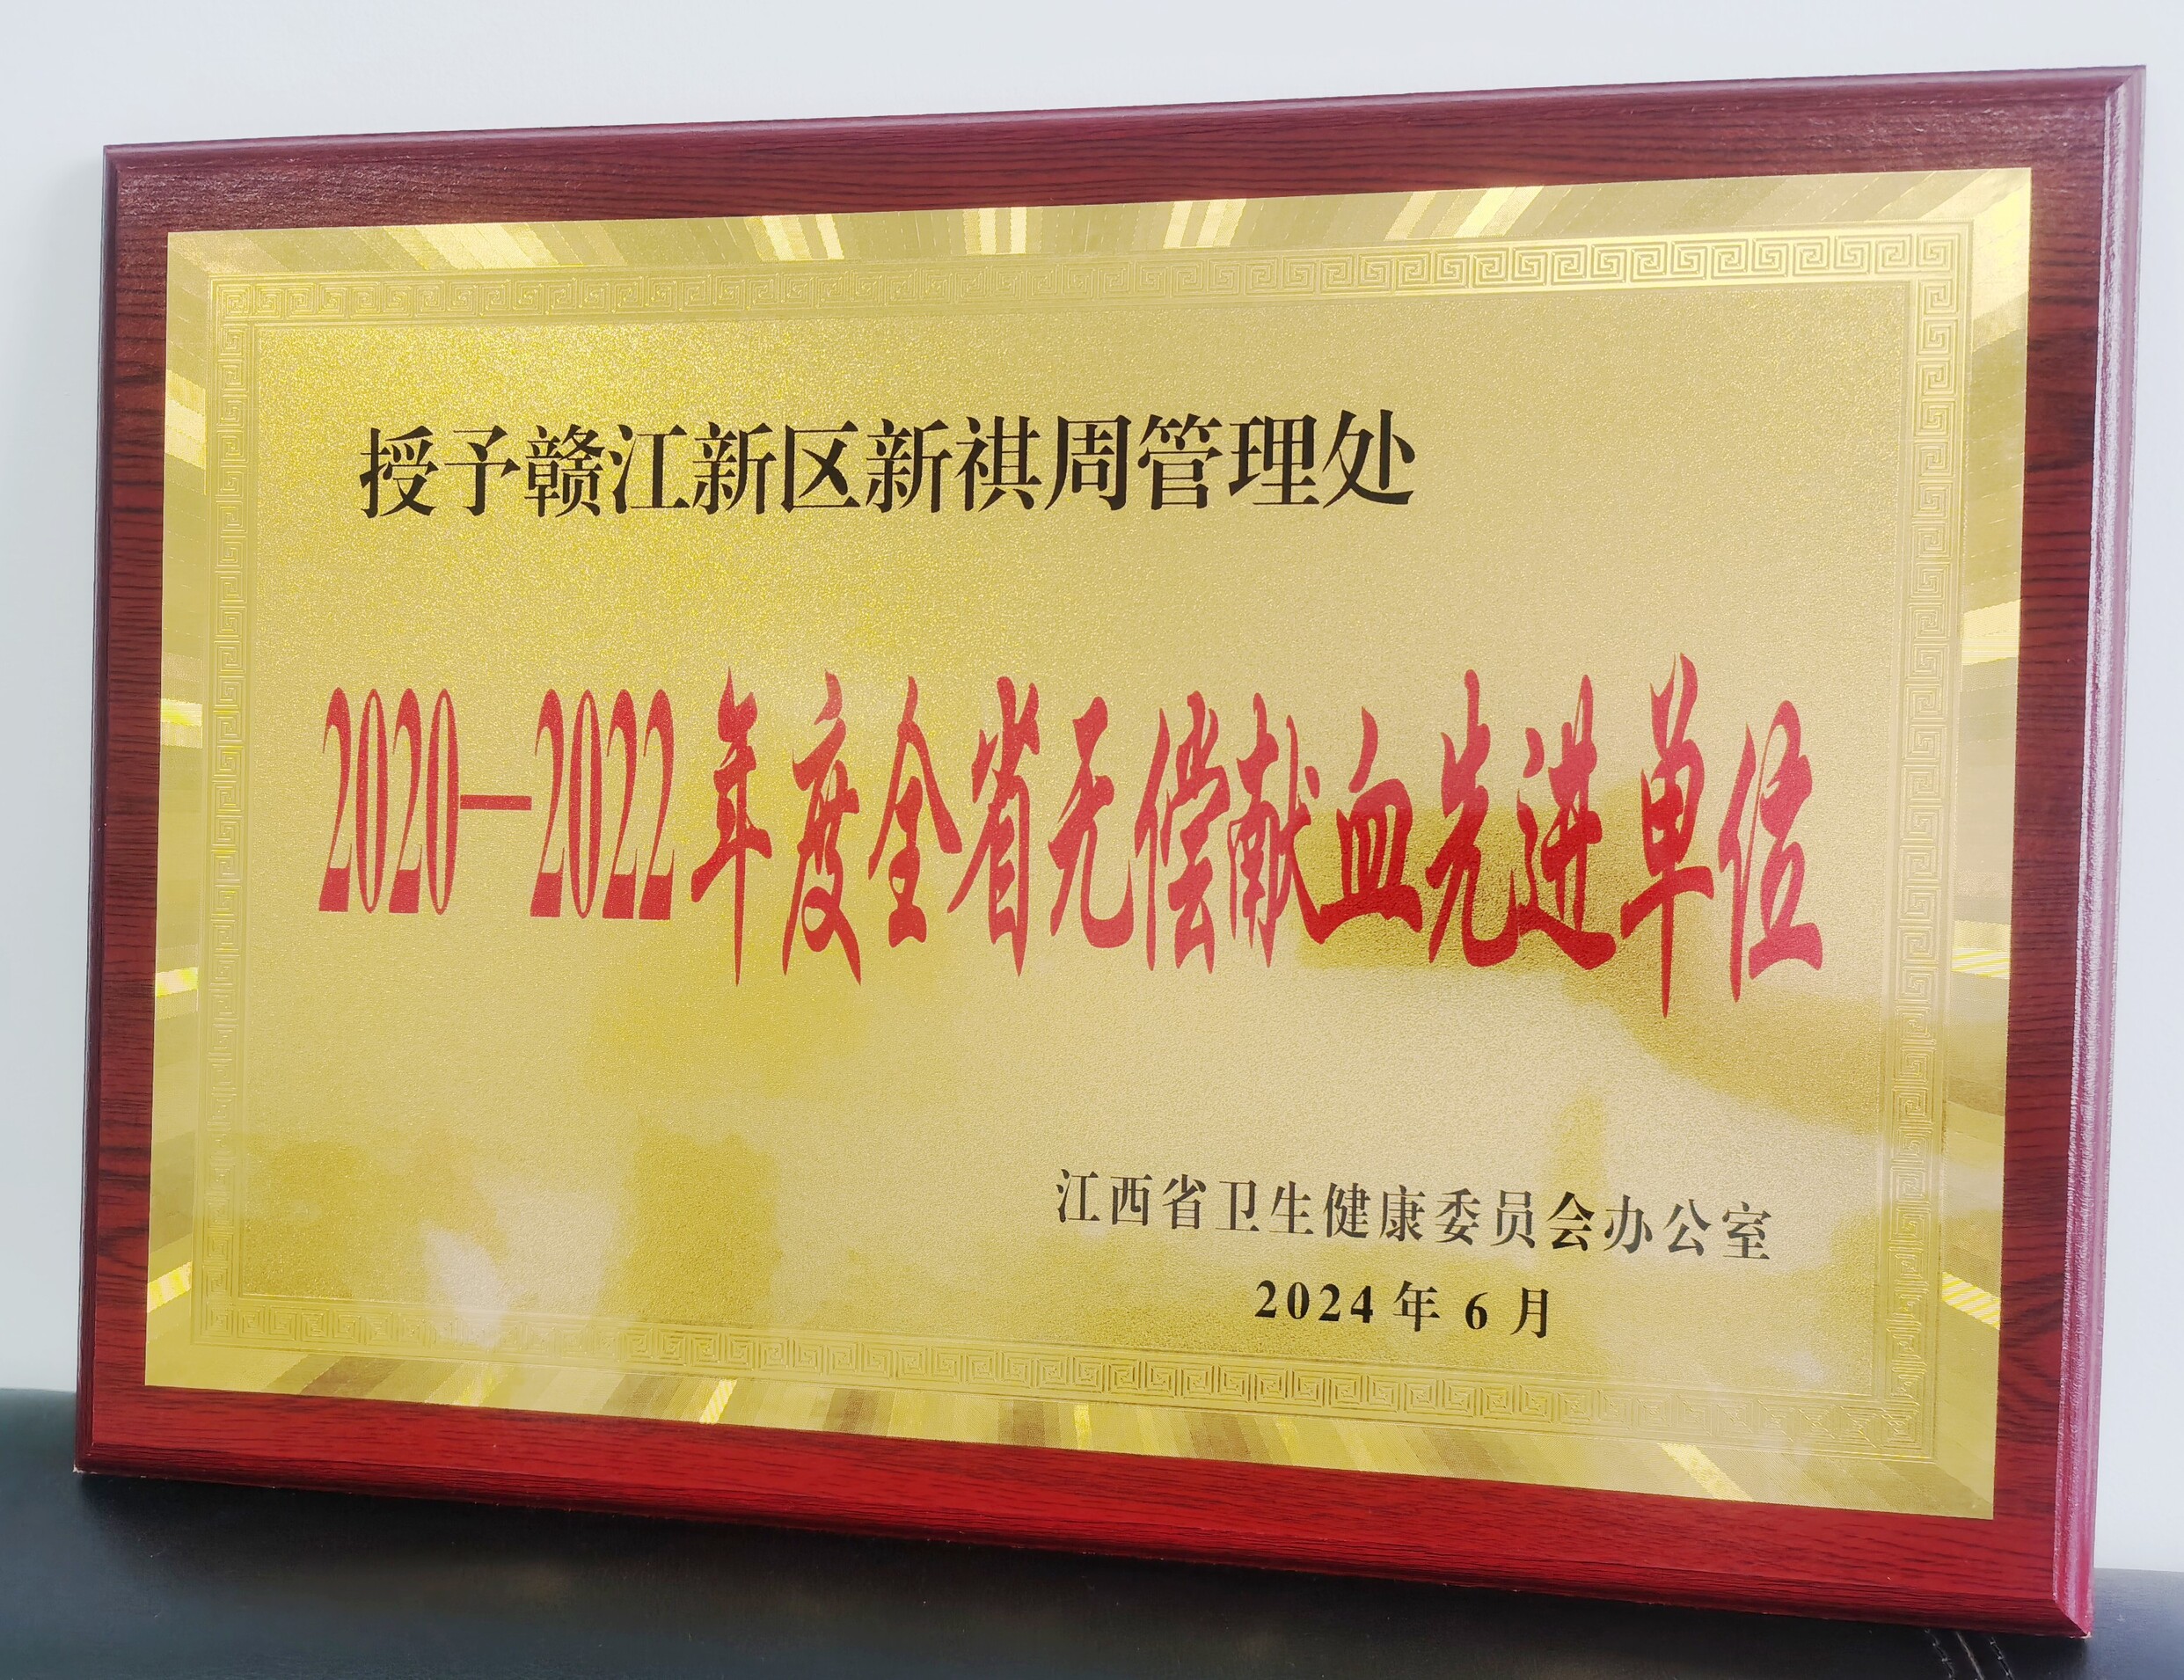 授予赣江新区新祺周管理处
2020—2022年度全省无偿献血先进单位
江西省卫生健康委员会办公室
2024年6月